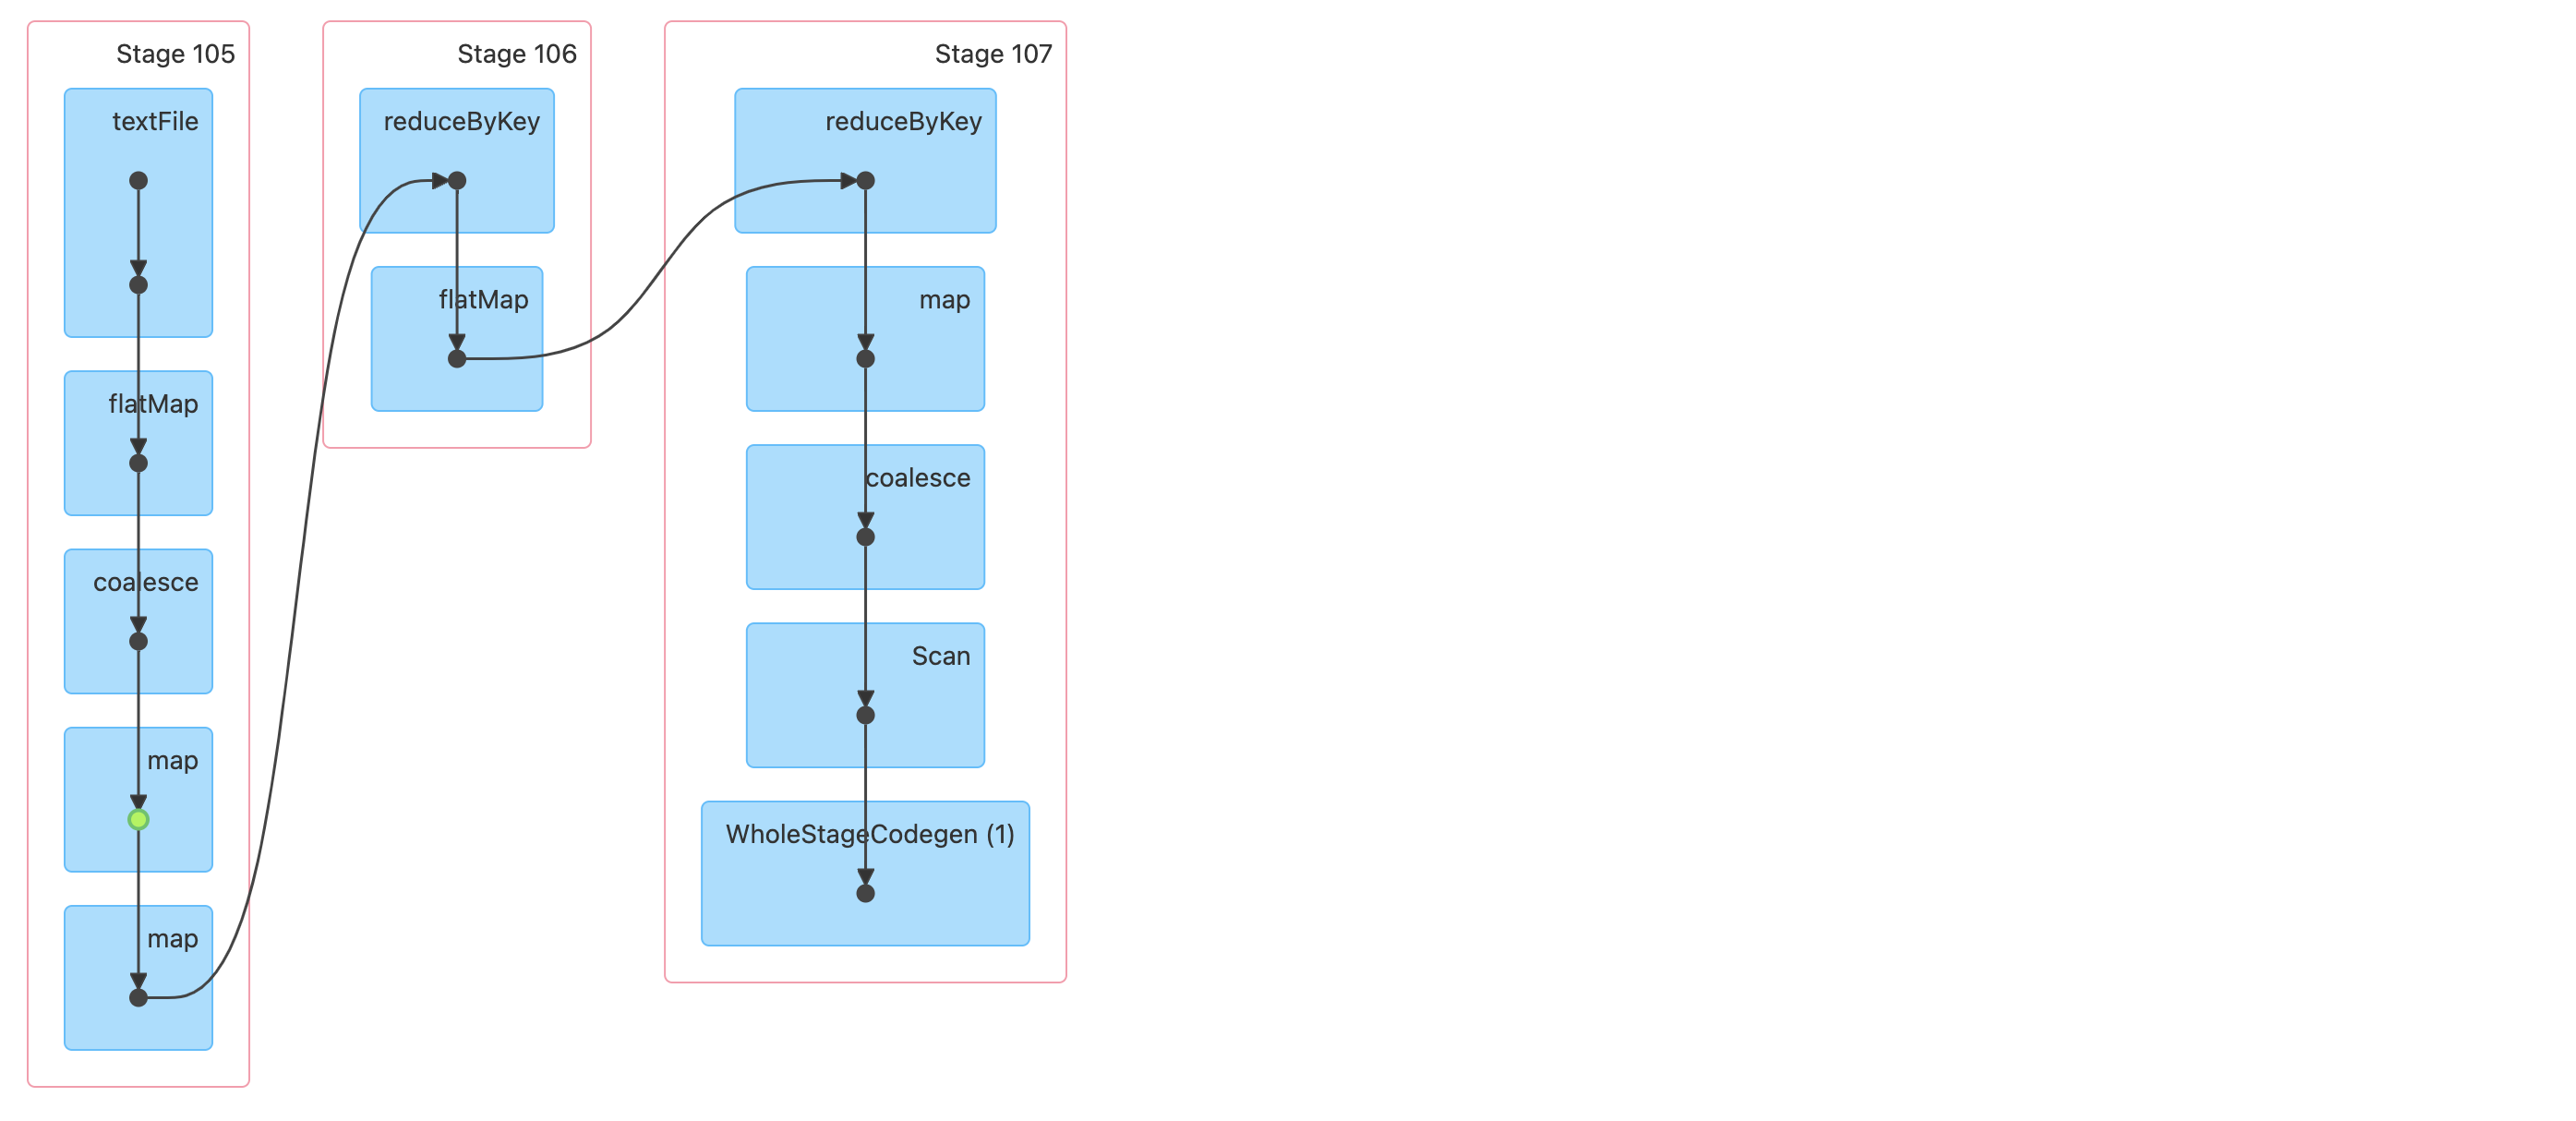 Stage 105
textFile
flatMap
coalesce
map
map
Stage 106
reduceByKey
flatMap
Stage 107
reduceByKey
map
coalesce
Scan
WholeStageCodegen (1)